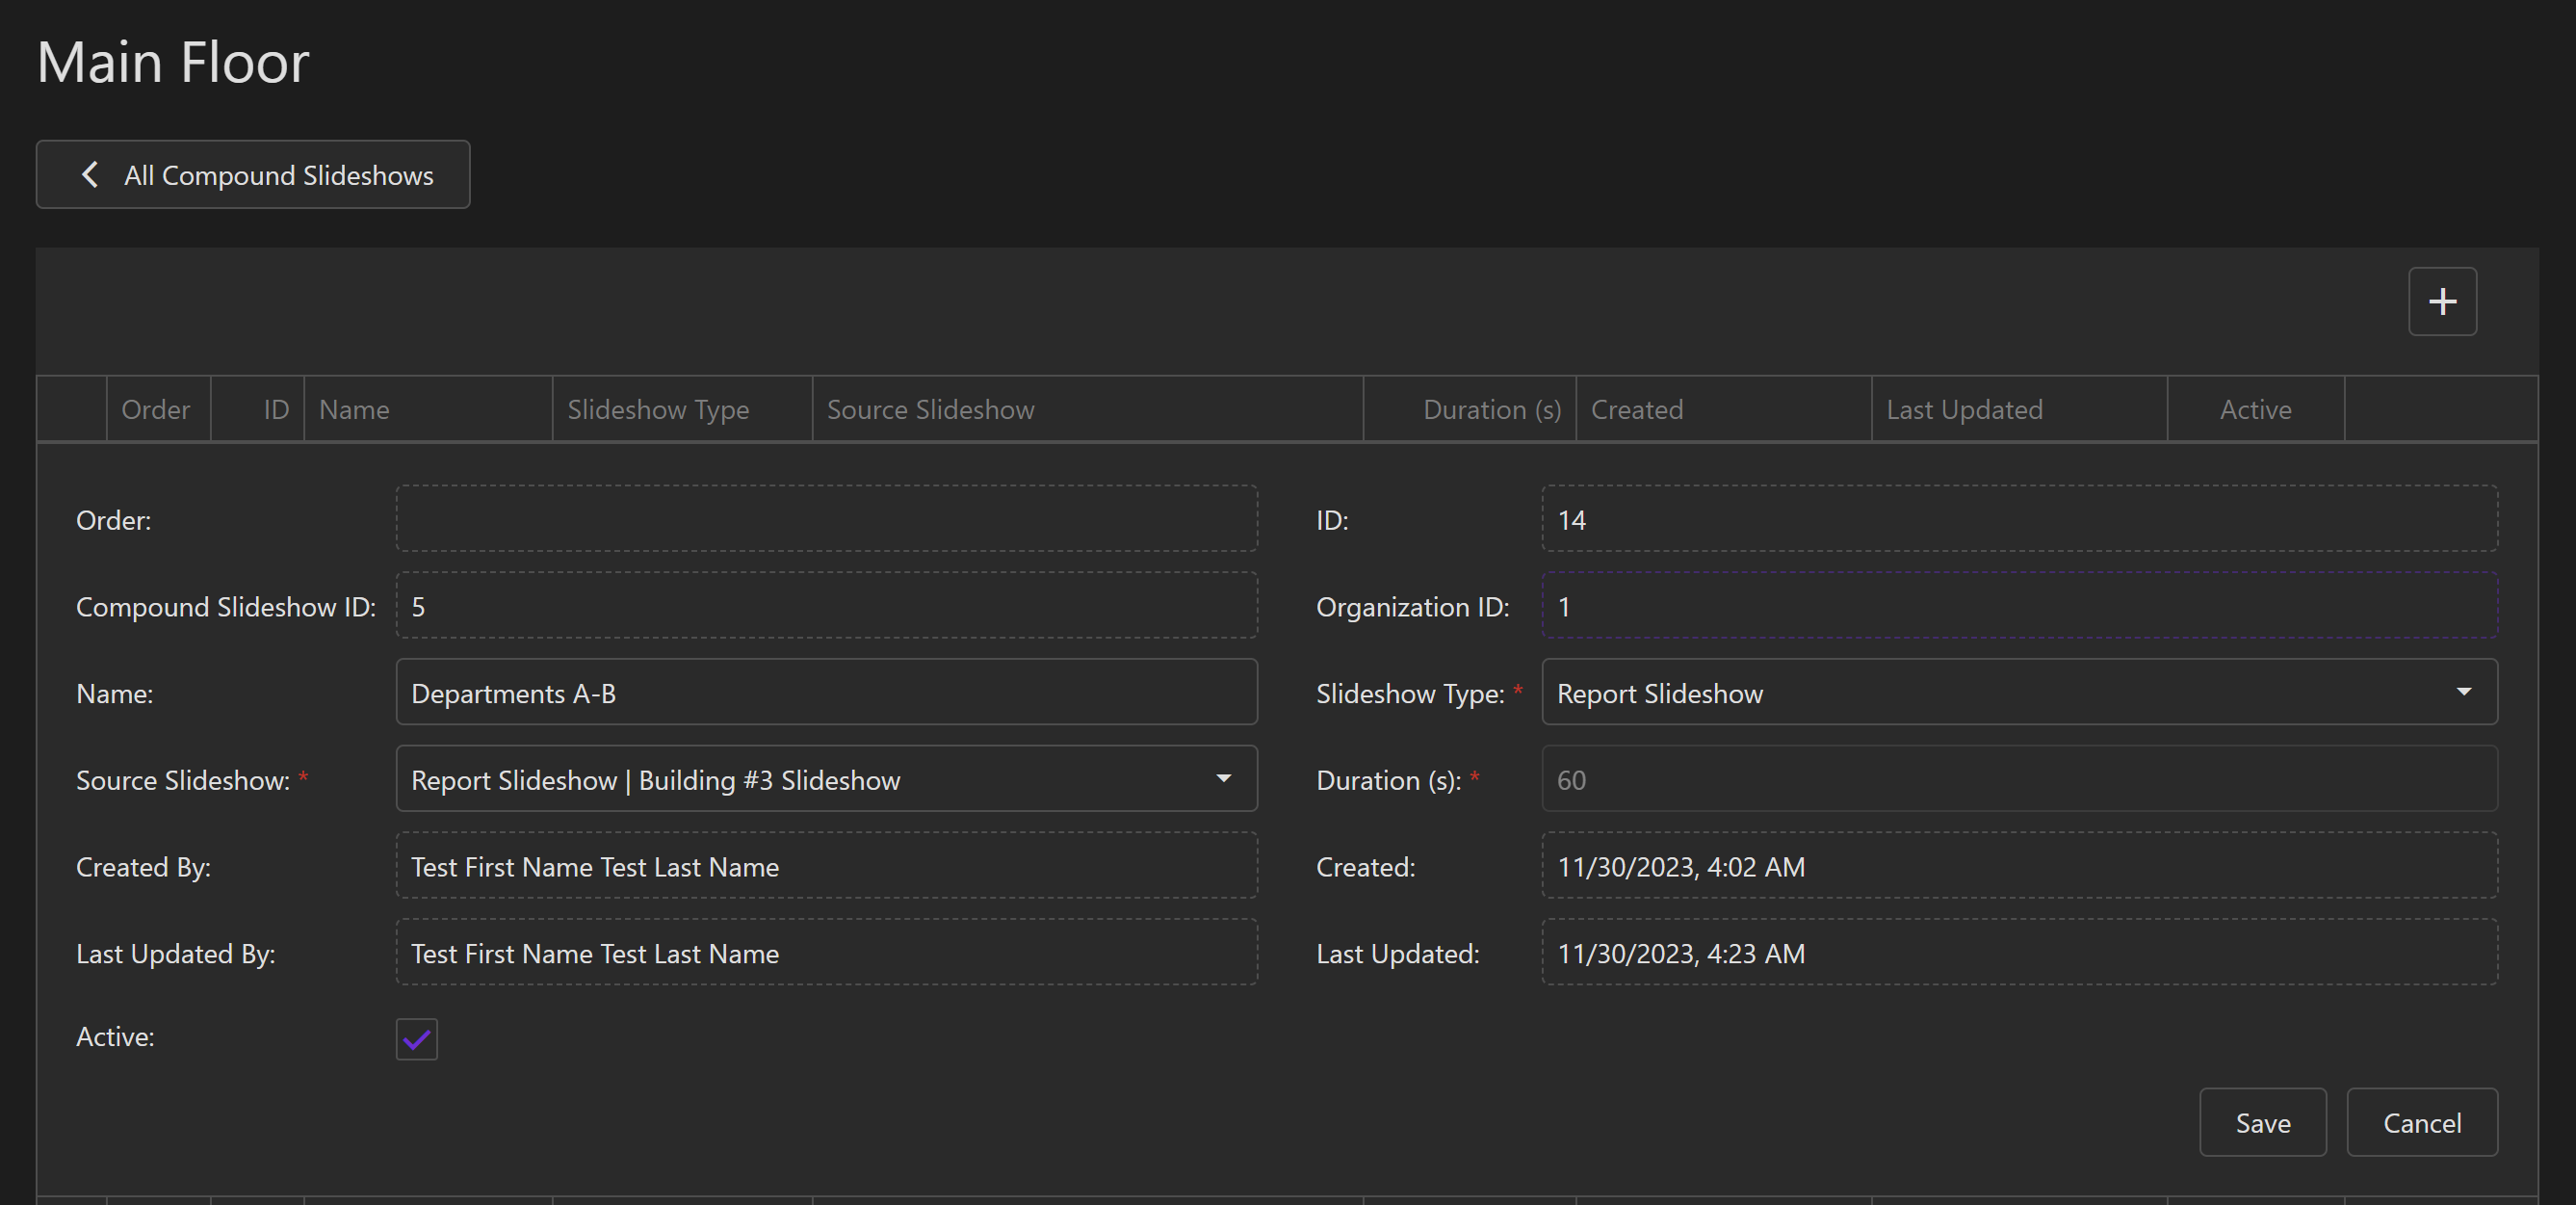 Main Floor
All Compound Slideshows
Order ID Name Slideshow Type Source Slideshow Duration (s) Created Last Updated Active
Order: ID: 14
Compound Slideshow ID: 5 Organization ID: 1
Name: Departments A-B Slideshow Type: * Report Slideshow
Source Slideshow: * Report Slideshow | Building #3 Slideshow Duration (s): * 60
Created By: Test First Name Test Last Name Created: 11/30/2023, 4:02 AM
Last Updated By: Test First Name Test Last Name Last Updated: 11/30/2023, 4:23 AM
Active:
Save Cancel